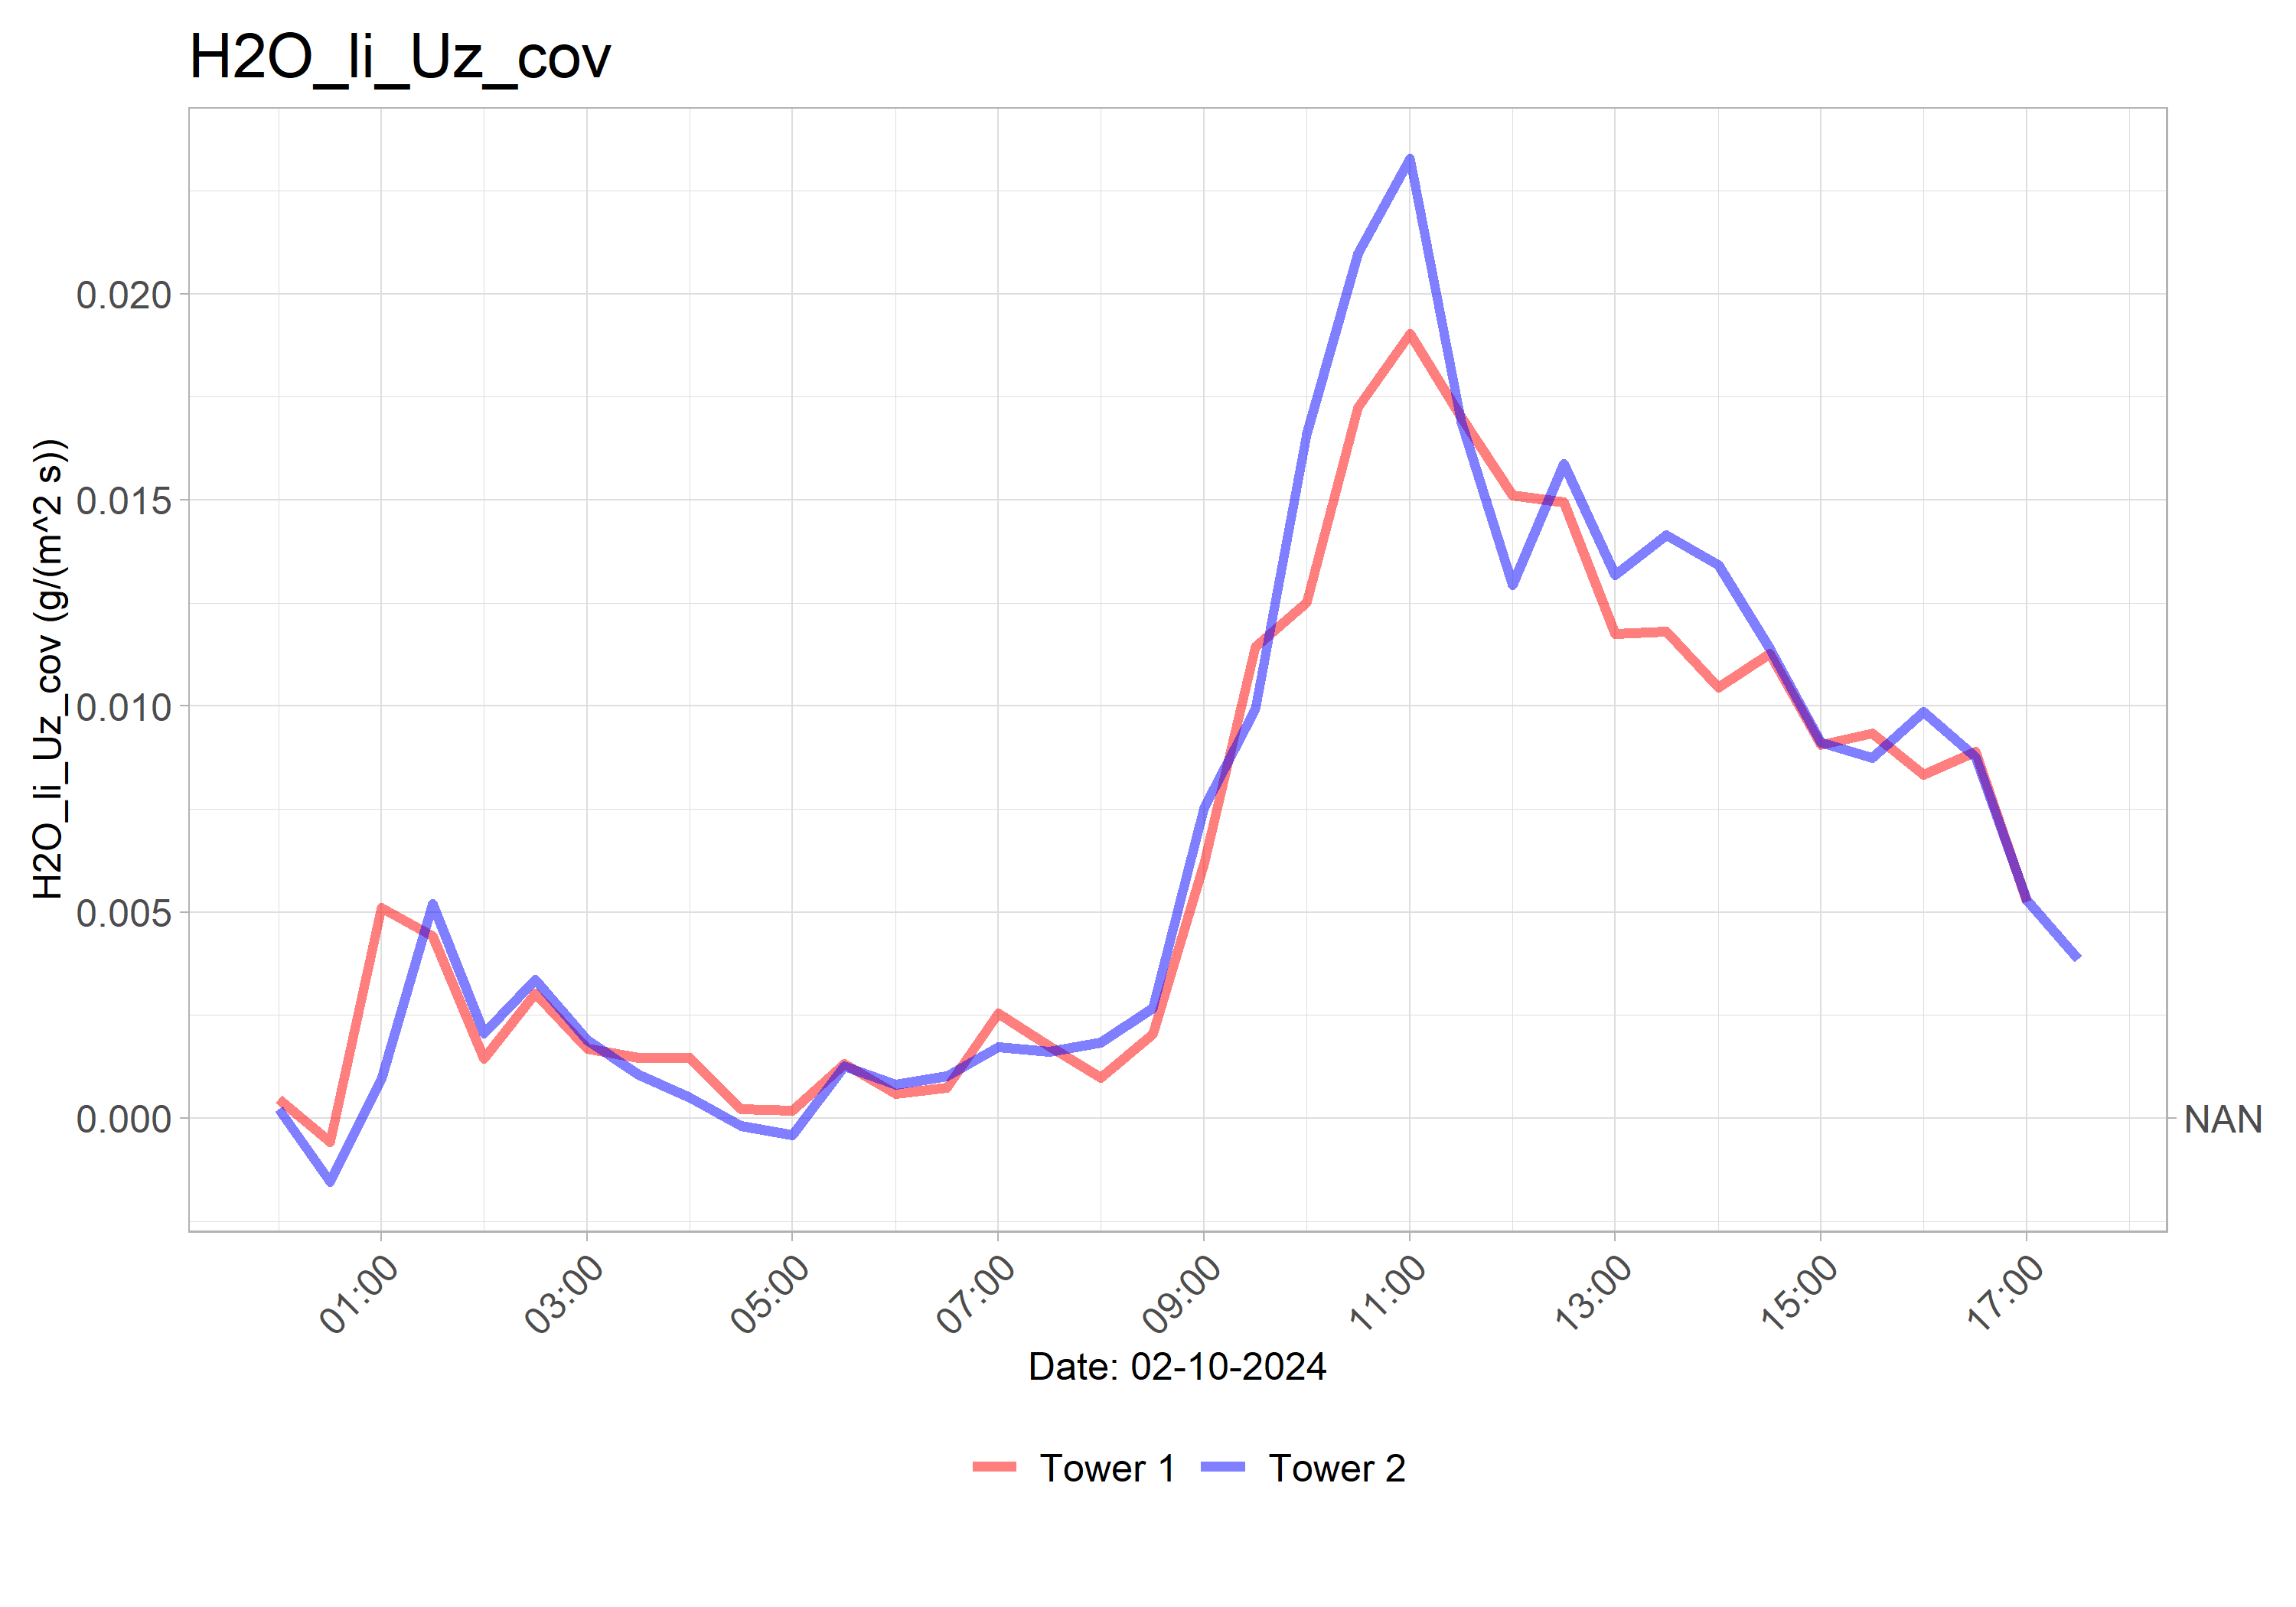 H2O_li_Uz_cov
H2O_li_Uz_cov (g/(m^2 s))
0.020
0.015
0.010
0.005
0.000
NAN
01:00
03:00
05:00
07:00
09:00
11:00
13:00
15:00
17:00
Date: 02-10-2024
Tower 1
Tower 2